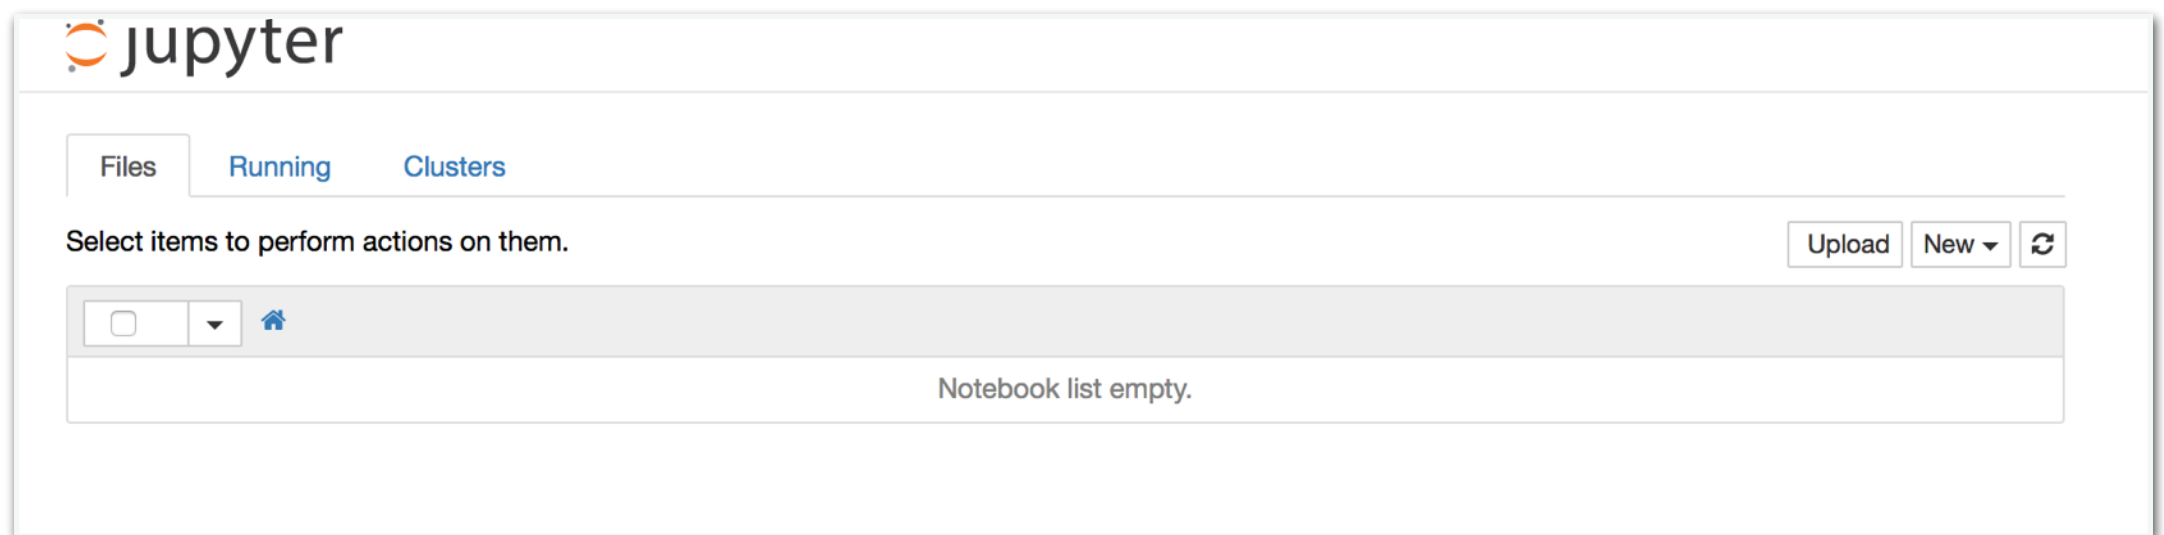 jupyter
Files Running Clusters
Select items to perform actions on them.
Upload New
Notebook list empty.